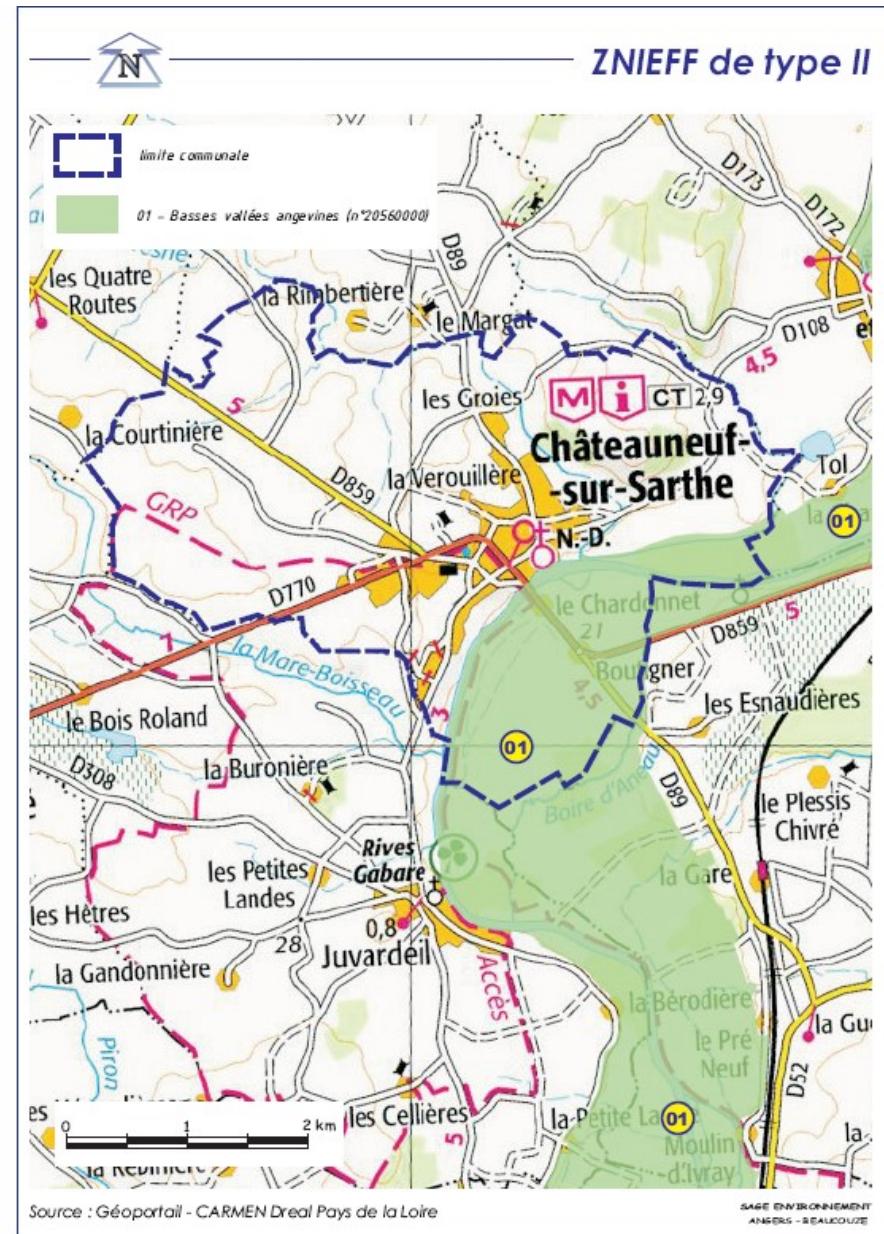 N
ZNIEFF de type II
limite communale
01 - Basses vallées angevines (n°20560000)
D173
D172
D89
les Quatre
Routes
la Rimbertière
le Margat
D108
4,5
5
les Groies
M i CT 2,9
la Courtinière
Châteauneuf-
-sur-Sarthe
la Verouillère
Tol
D859
GRP
01
N.-D.
D770
le Chardonnet
21
D859
5
la Mare-Boisseau
7
Boutigner
4,5
les Esnaudières
3
le Bois Roland
01
D308
la Buronière
Boire d'Aneau
D89
le Plessis
Chivré
Rives
Gabare
les Petites
Landes
la Gare
les Hêtres
0,8
28
Juvardeil
la Gandonnière
Accès
la Bérodière
le Pré
Neuf
la Gu
Piron
D52
les Cellières
5
01
Moulin
d'Ivray
la
0 1 2 km
Source : Géoportail - CARMEN Dreal Pays de la Loire
SAGE ENVIRONNEMENT
ANGERS - BEAUCOUZE